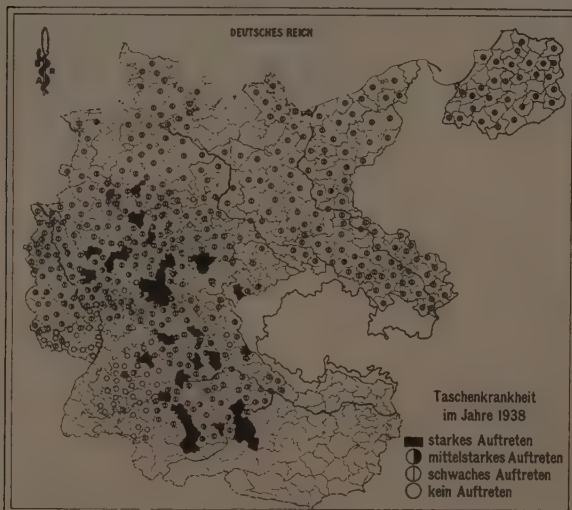 DEUTSCHES REICH
Taschenkrankheit
im Jahre 1938
starkes Auftreten
mittelstarkes Auftreten
schwaches Auftreten
kein Auftreten